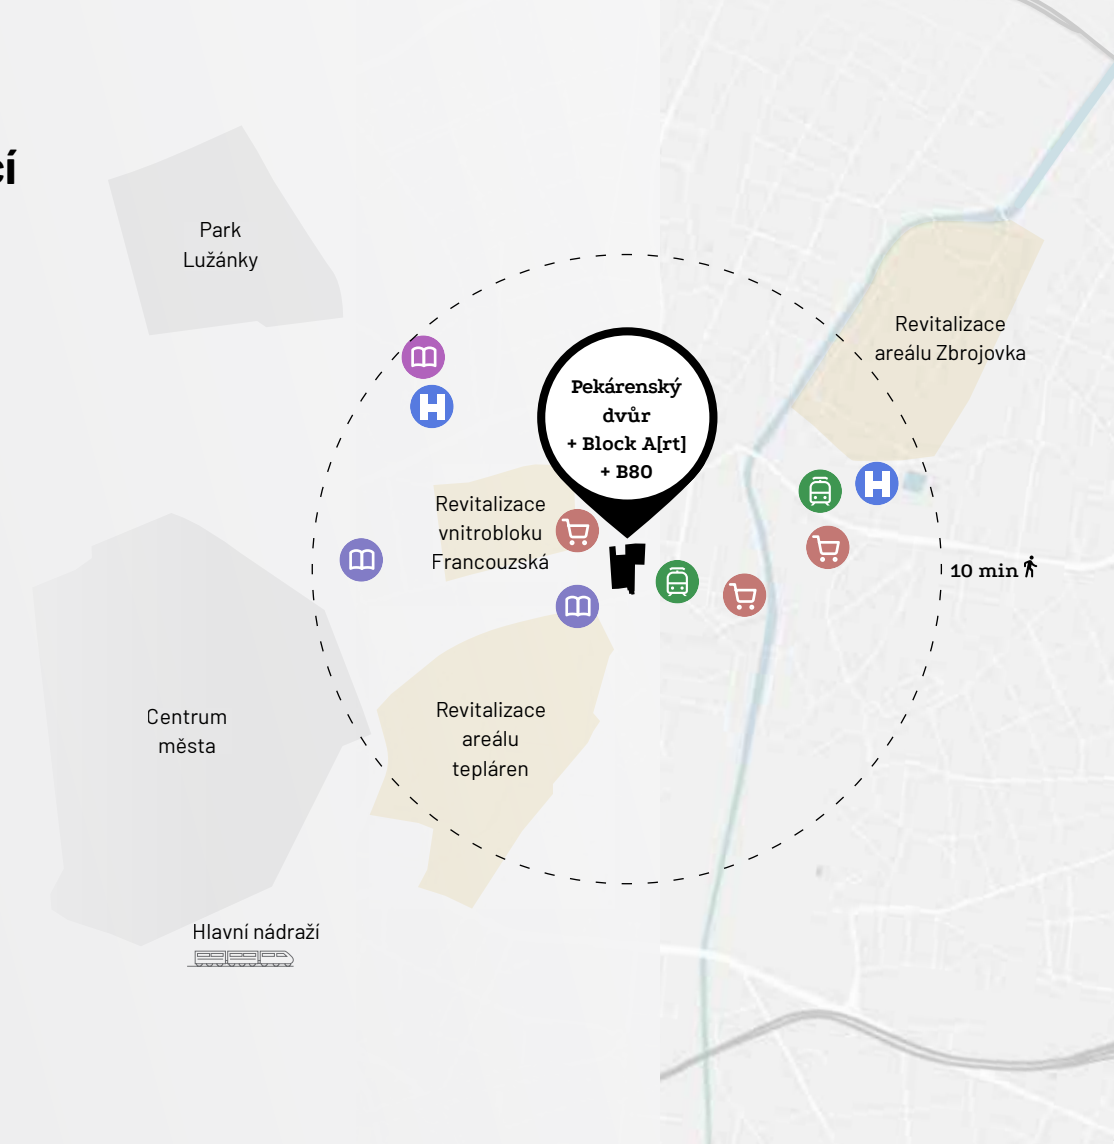 cí
Park
Lužánky
Revitalizace
areálu Zbrojovka
Pekárenský
dvůr
+ Block A[rt]
+ B80
Revitalizace
vnitrobloku
Francouzská
10 min
Centrum
města
Revitalizace
areálu
tepláren
Hlavní nádraží